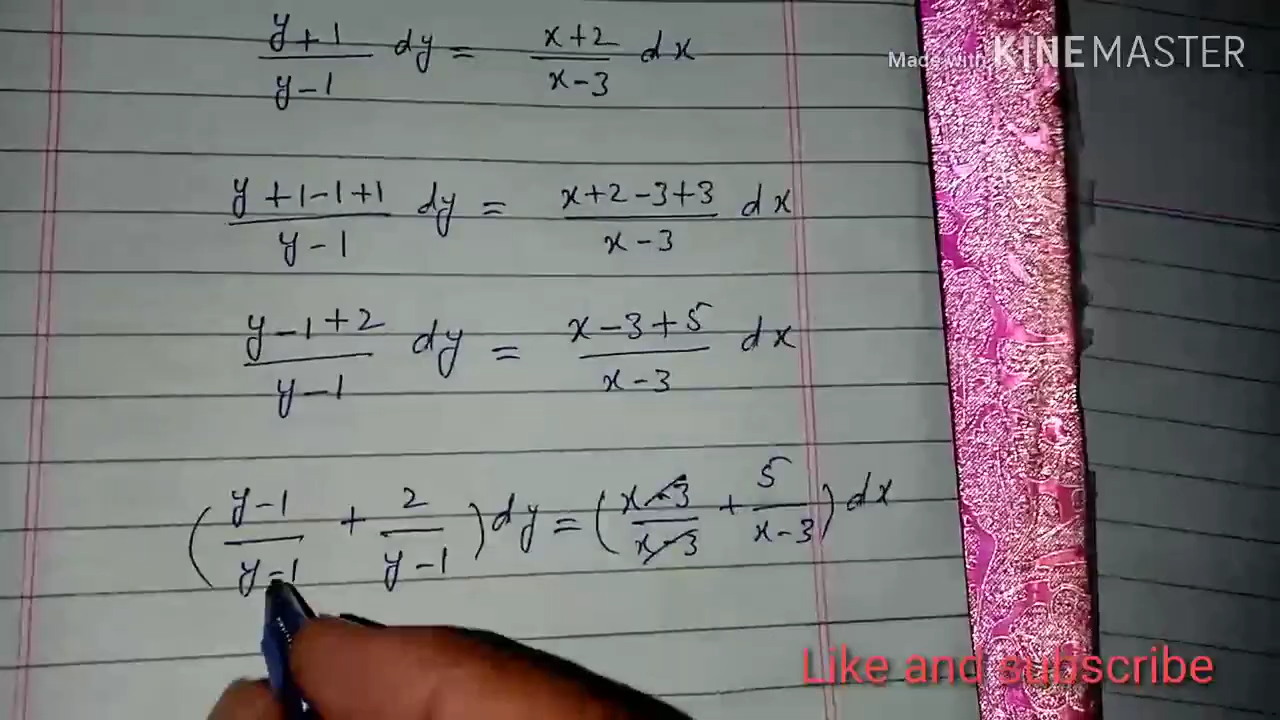 y+1/y-1 dy = x+2/x-3 dx
Made with KINEMASTER
y+1-1+1/y-1 dy = x+2-3+3/x-3 dx
y-1+2/y-1 dy = x-3+5/x-3 dx
(y-1/y-1 + 2/y-1) dy = (x-3/x-3 + 5/x-3) dx
Like and subscribe